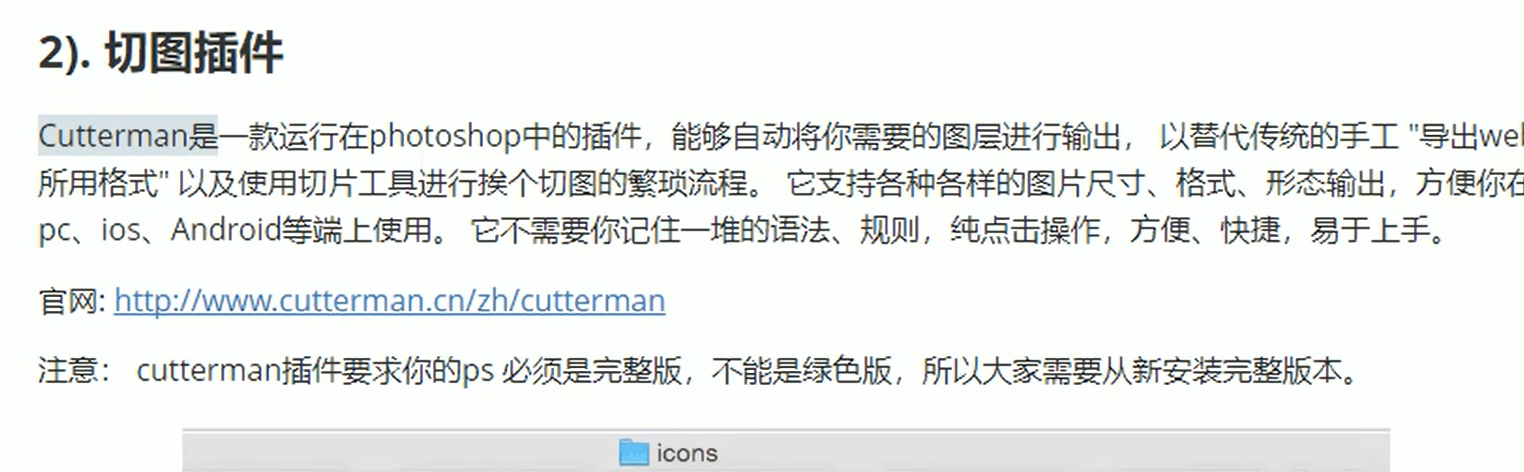 2). 切图插件
Cutterman是一款运行在photoshop中的插件，能够自动将你需要的图层进行输出， 以替代传统的手工 "导出web
所用格式" 以及使用切片工具进行挨个切图的繁琐流程。 它支持各种各样的图片尺寸、格式、形态输出，方便你在
pc、ios、Android等端上使用。 它不需要你记住一堆的语法、规则，纯点击操作，方便、快捷，易于上手。
官网: http://www.cutterman.cn/zh/cutterman
注意： cutterman插件要求你的ps 必须是完整版，不能是绿色版，所以大家需要从新安装完整版本。
icons